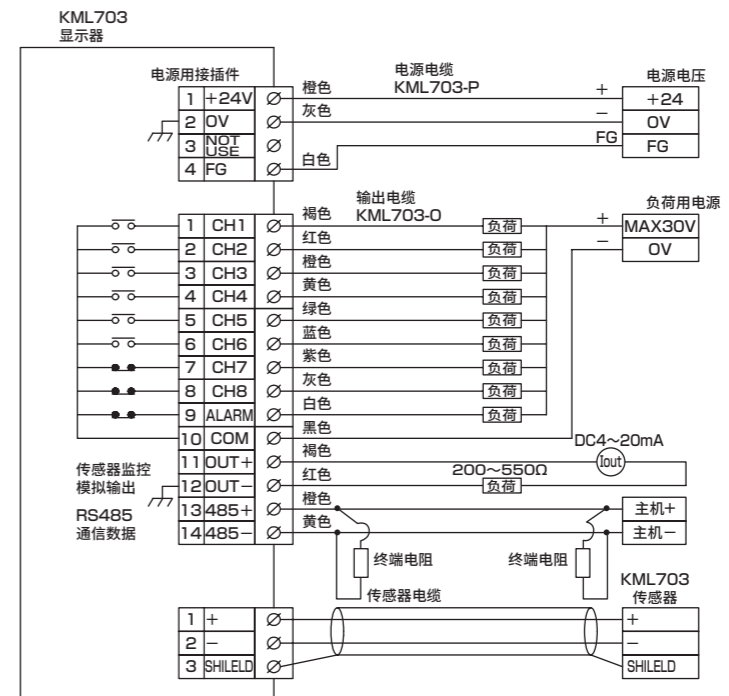 KML703
显示器
电源用接插件
电源电缆
KML703-P
电源电压
1 +24V 橙色 + +24
2 0V 灰色 − 0V
3 NOT USE
4 FG 白色 FG FG
输出电缆
KML703-O
负荷用电源
1 CH1 褐色 负荷 + MAX30V
2 CH2 红色 负荷 − 0V
3 CH3 橙色 负荷
4 CH4 黄色 负荷
5 CH5 绿色 负荷
6 CH6 蓝色 负荷
7 CH7 紫色 负荷
8 CH8 灰色 负荷
9 ALARM 白色 负荷
10 COM 黑色
DC4～20mA
传感器监控
模拟输出
11 OUT+ 褐色 Iout
200～550Ω
12 OUT− 红色 负荷
RS485
通信数据
13 485+ 橙色 主机+
14 485− 黄色 主机−
终端电阻 终端电阻
传感器电缆
KML703
传感器
1 + +
2 − −
3 SHILELD SHILELD